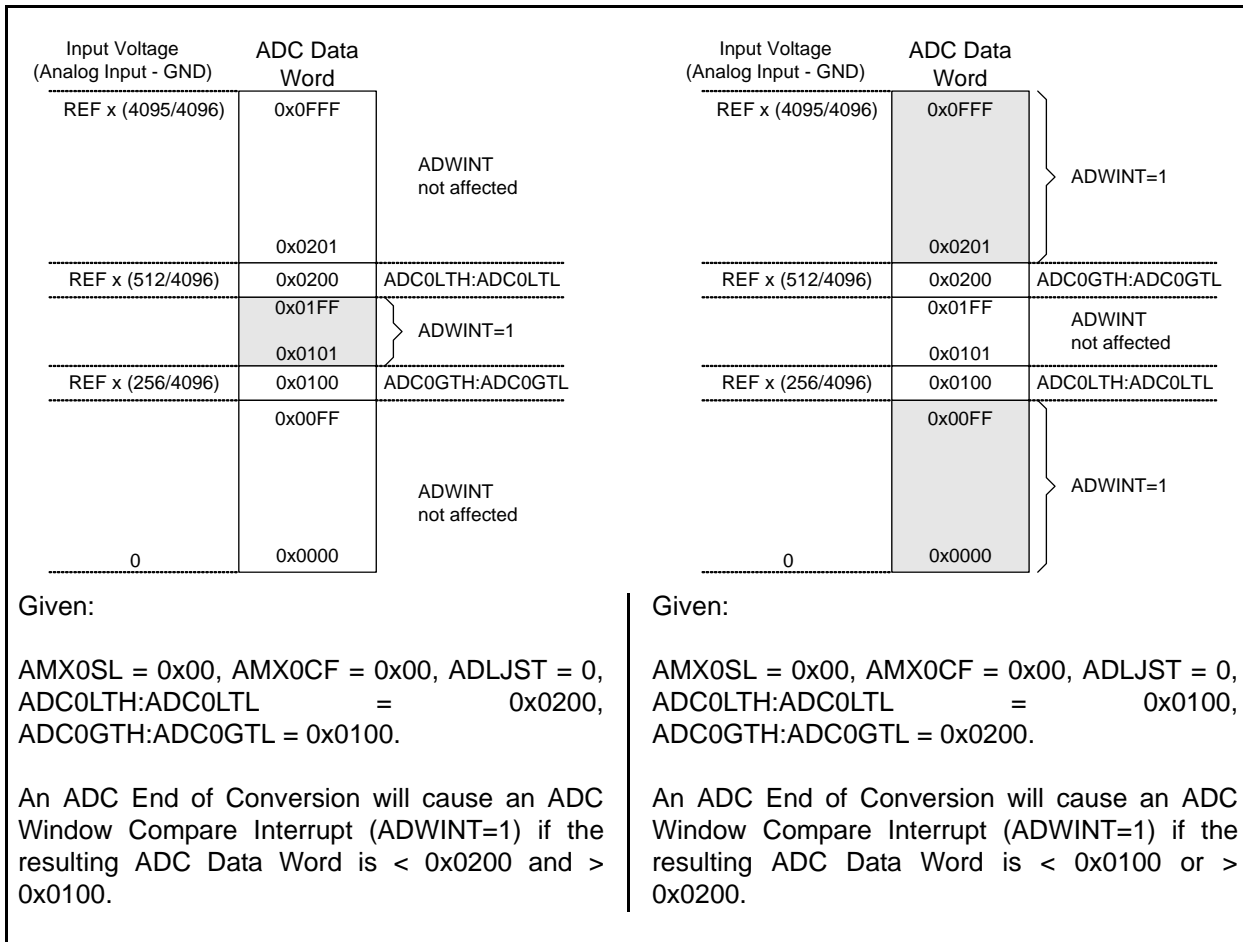 Input Voltage
(Analog Input - GND)
ADC Data
Word
REF x (4095/4096)
0x0FFF
ADWINT
not affected
0x0201
REF x (512/4096)
0x0200
ADC0LTH:ADC0LTL
0x01FF
ADWINT=1
0x0101
REF x (256/4096)
0x0100
ADC0GTH:ADC0GTL
0x00FF
ADWINT
not affected
0
0x0000
Given:
AMX0SL = 0x00, AMX0CF = 0x00, ADLJST = 0,
ADC0LTH:ADC0LTL = 0x0200,
ADC0GTH:ADC0GTL = 0x0100.
An ADC End of Conversion will cause an ADC
Window Compare Interrupt (ADWINT=1) if the
resulting ADC Data Word is < 0x0200 and >
0x0100.
Input Voltage
(Analog Input - GND)
ADC Data
Word
REF x (4095/4096)
0x0FFF
ADWINT=1
0x0201
REF x (512/4096)
0x0200
ADC0GTH:ADC0GTL
0x01FF
ADWINT
not affected
0x0101
REF x (256/4096)
0x0100
ADC0LTH:ADC0LTL
0x00FF
ADWINT=1
0
0x0000
Given:
AMX0SL = 0x00, AMX0CF = 0x00, ADLJST = 0,
ADC0LTH:ADC0LTL = 0x0100,
ADC0GTH:ADC0GTL = 0x0200.
An ADC End of Conversion will cause an ADC
Window Compare Interrupt (ADWINT=1) if the
resulting ADC Data Word is < 0x0100 or >
0x0200.